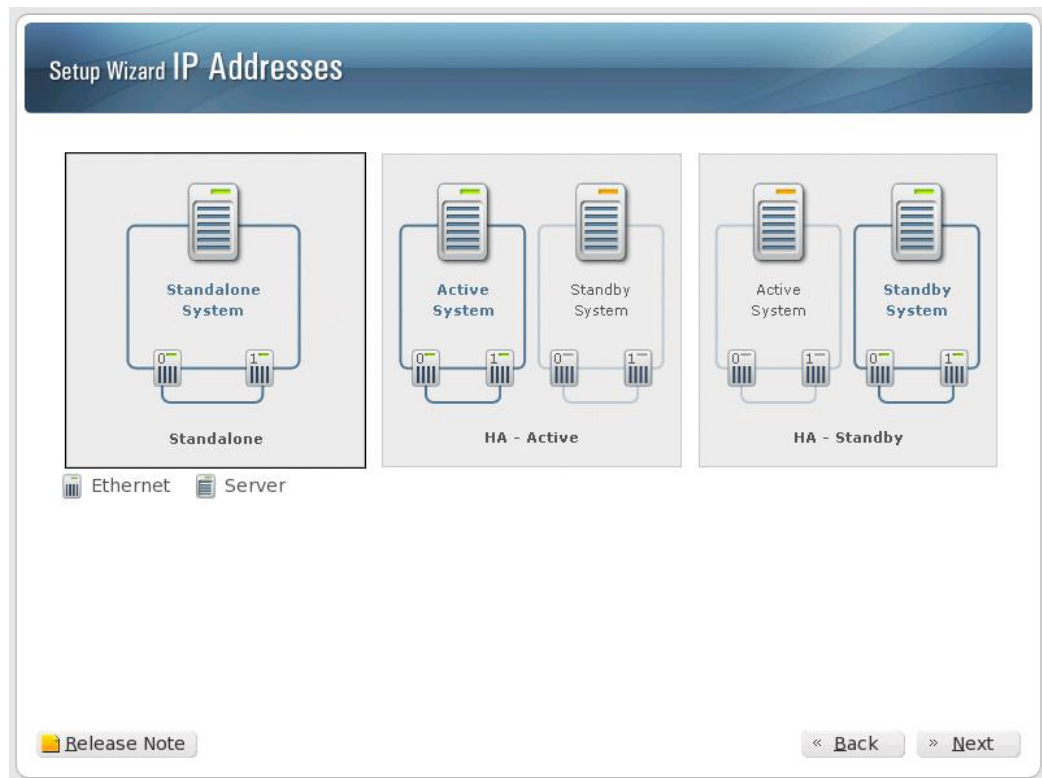 Setup Wizard IP Addresses
Standalone
System
0 1
Standalone
Active
System
0 1
Standby
System
0 1
HA - Active
Active
System
0 1
Standby
System
0 1
HA - Standby
Ethernet Server
Release Note
« Back » Next